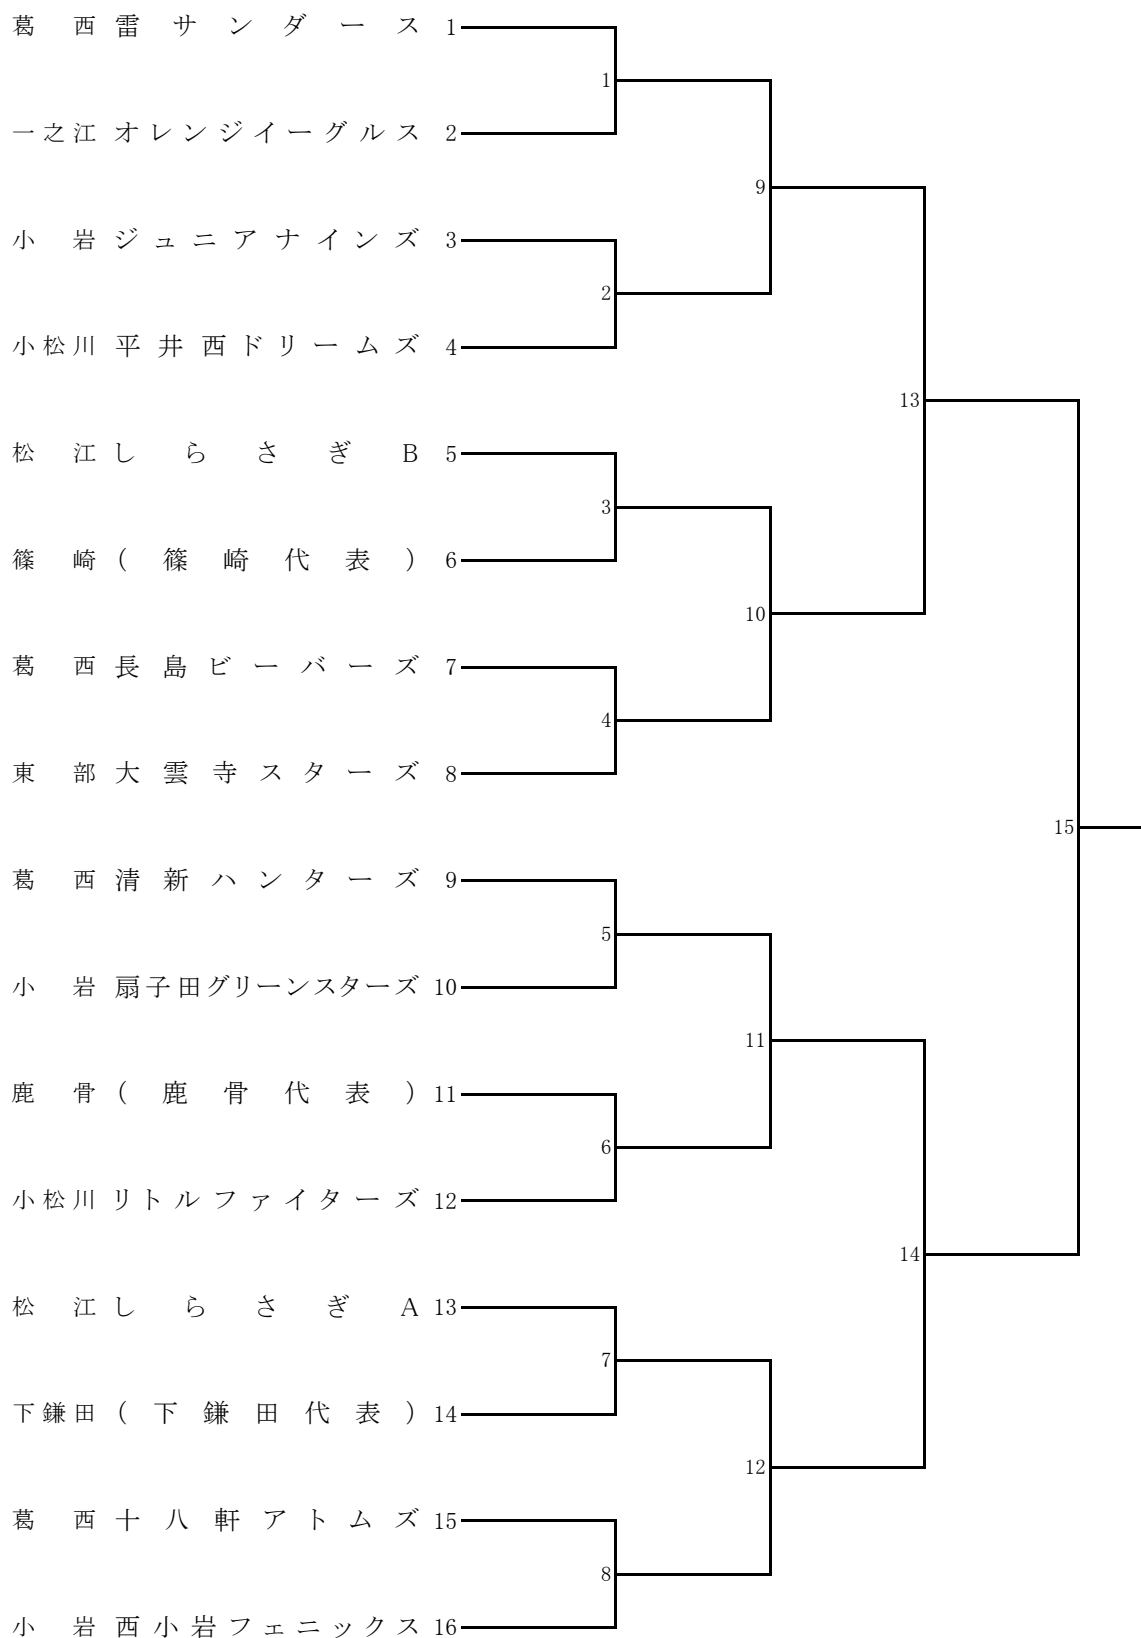 葛西 雷サンダース 1
1
一之江 オレンジイーグルス 2
9
小岩 ジュニアナインズ 3
2
小松川 平井西ドリームズ 4
13
松江 しらさぎB 5
3
篠崎 (篠崎代表) 6
10
葛西 長島ビーバーズ 7
4
東部 大雲寺スターズ 8
15
葛西 清新ハンターズ 9
5
小岩 扇子田グリーンスターズ 10
11
鹿骨 (鹿骨代表) 11
6
小松川 リトルファイターズ 12
14
松江 しらさぎA 13
7
下鎌田 (下鎌田代表) 14
12
葛西 十八軒アトムズ 15
8
小岩 西小岩フェニックス 16